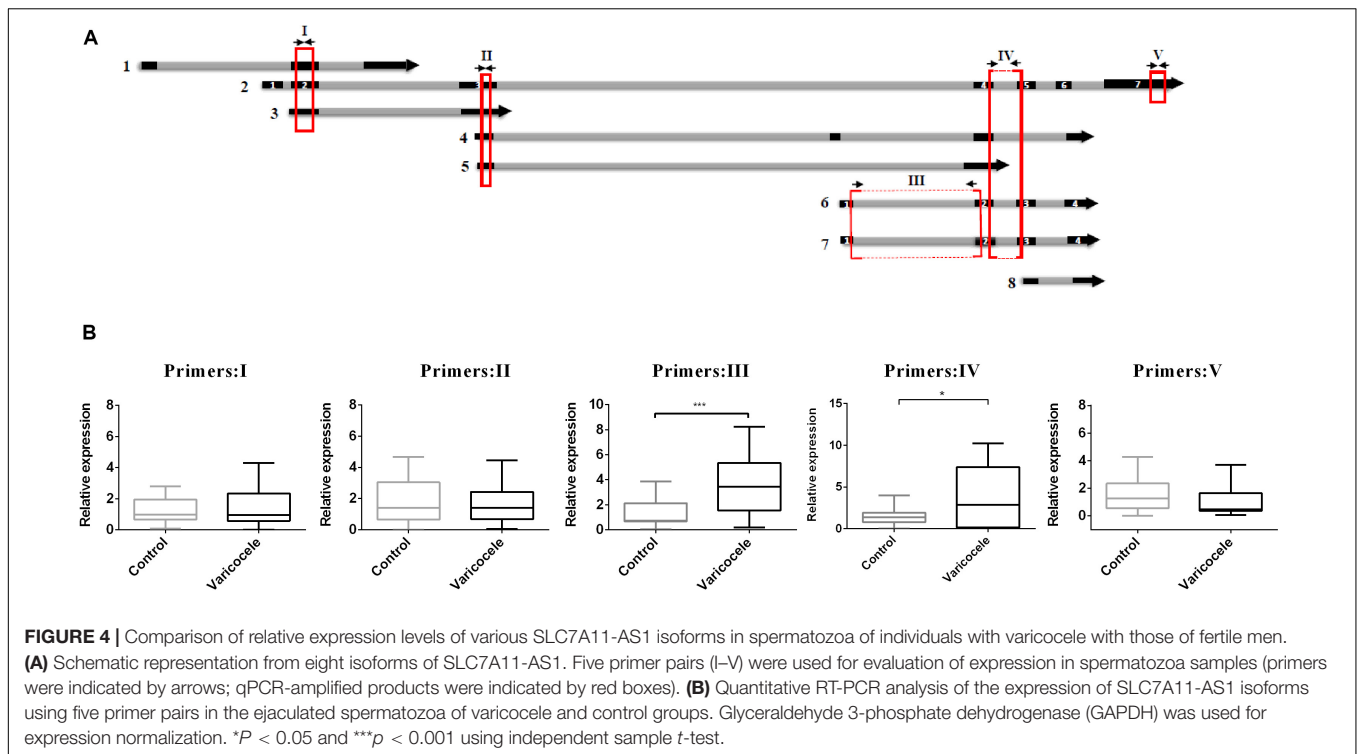 A
I
II
IV
V
1
2
1
2
3
4
5
6
7
3
4
5
III
6
1
2
3
4
7
1
2
3
4
8
B
Primers:I
Primers:II
Primers:III
Primers:IV
Primers:V
Relative expression
8
6
4
2
0
Control
Varicocele
Relative expression
8
6
4
2
0
Control
Varicocele
Relative expression
10
8
6
4
2
0
***
Control
Varicocele
Relative expression
15
10
5
0
*
Control
Varicocele
Relative expression
8
6
4
2
0
Control
Varicocele
FIGURE 4 | Comparison of relative expression levels of various SLC7A11-AS1 isoforms in spermatozoa of individuals with varicocele with those of fertile men.
(A) Schematic representation from eight isoforms of SLC7A11-AS1. Five primer pairs (I–V) were used for evaluation of expression in spermatozoa samples (primers
were indicated by arrows; qPCR-amplified products were indicated by red boxes). (B) Quantitative RT-PCR analysis of the expression of SLC7A11-AS1 isoforms
using five primer pairs in the ejaculated spermatozoa of varicocele and control groups. Glyceraldehyde 3-phosphate dehydrogenase (GAPDH) was used for
expression normalization. *P < 0.05 and ***p < 0.001 using independent sample t-test.